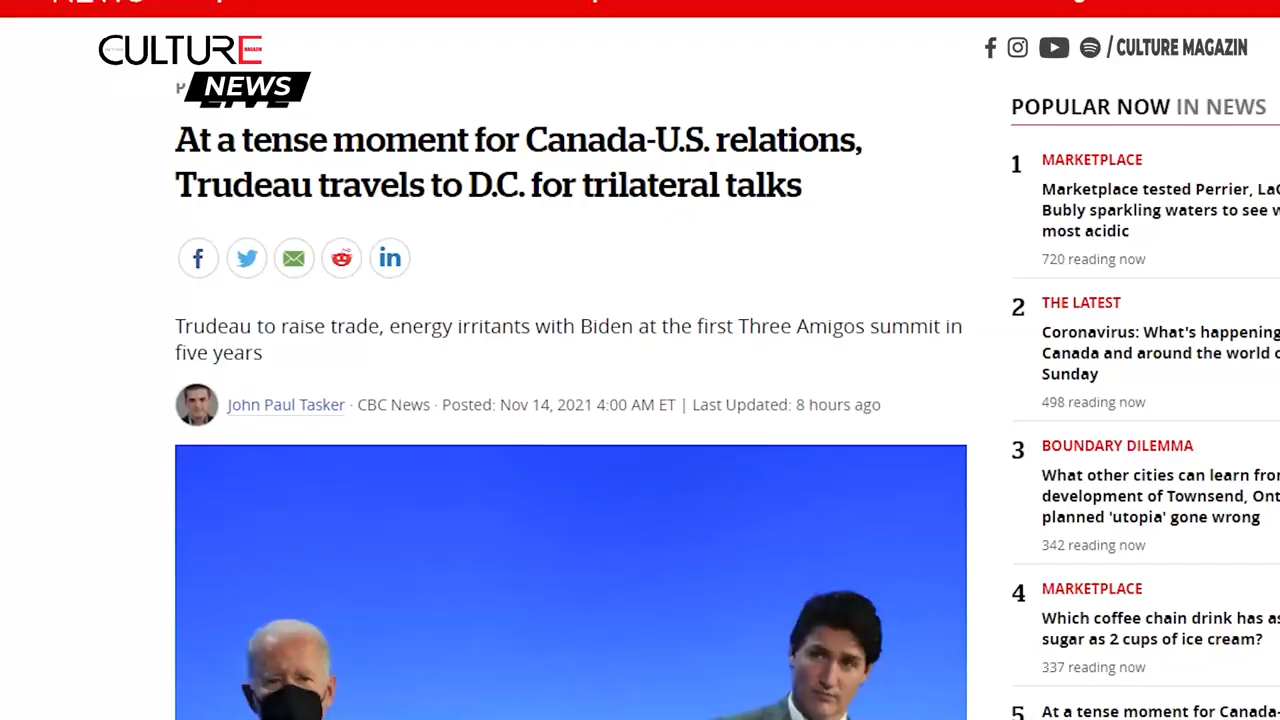 CULTURE
MAGAZIN
NEWS
/ CULTURE MAGAZIN
At a tense moment for Canada-U.S. relations,
Trudeau travels to D.C. for trilateral talks
Trudeau to raise trade, energy irritants with Biden at the first Three Amigos summit in
five years
John Paul Tasker · CBC News · Posted: Nov 14, 2021 4:00 AM ET | Last Updated: 8 hours ago
POPULAR NOW IN NEWS
1 MARKETPLACE
Marketplace tested Perrier,
Bubly sparkling waters to see
most acidic
720 reading now
2 THE LATEST
Coronavirus: What's happening
Canada and around the world
Sunday
498 reading now
3 BOUNDARY DILEMMA
What other cities can learn
development of Townsend,
planned 'utopia' gone wrong
342 reading now
4 MARKETPLACE
Which coffee chain drink has
sugar as 2 cups of ice cream?
337 reading now
5 At a tense moment for Canada-